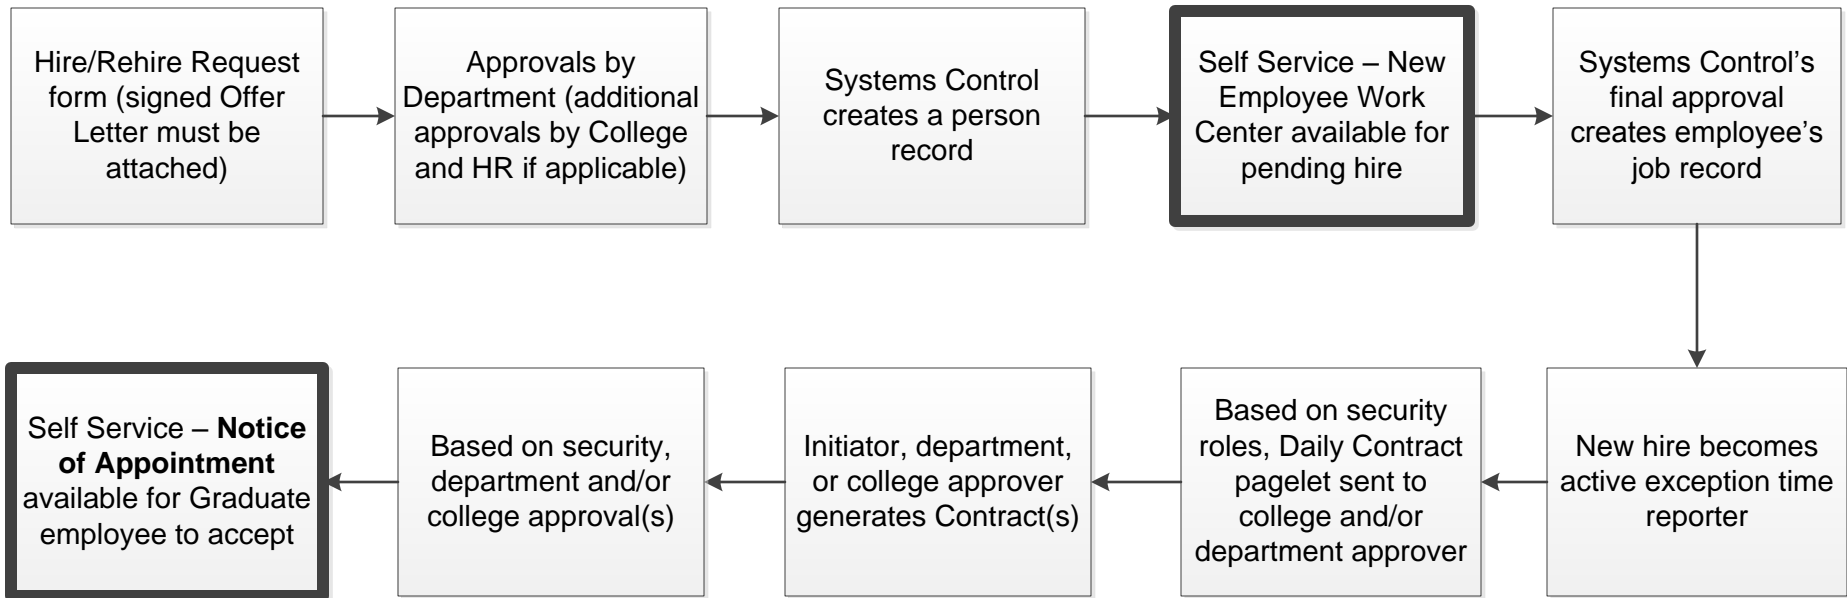 Hire/Rehire Request
form (signed Offer
Letter must be
attached)
Approvals by
Department (additional
approvals by College
and HR if applicable)
Systems Control
creates a person
record
Self Service – New
Employee Work
Center available for
pending hire
Systems Control’s
final approval
creates employee’s
job record
New hire becomes
active exception time
reporter
Based on security
roles, Daily Contract
pagelet sent to
college and/or
department approver
Initiator, department,
or college approver
generates Contract(s)
Based on security,
department and/or
college approval(s)
Self Service – Notice
of Appointment
available for Graduate
employee to accept